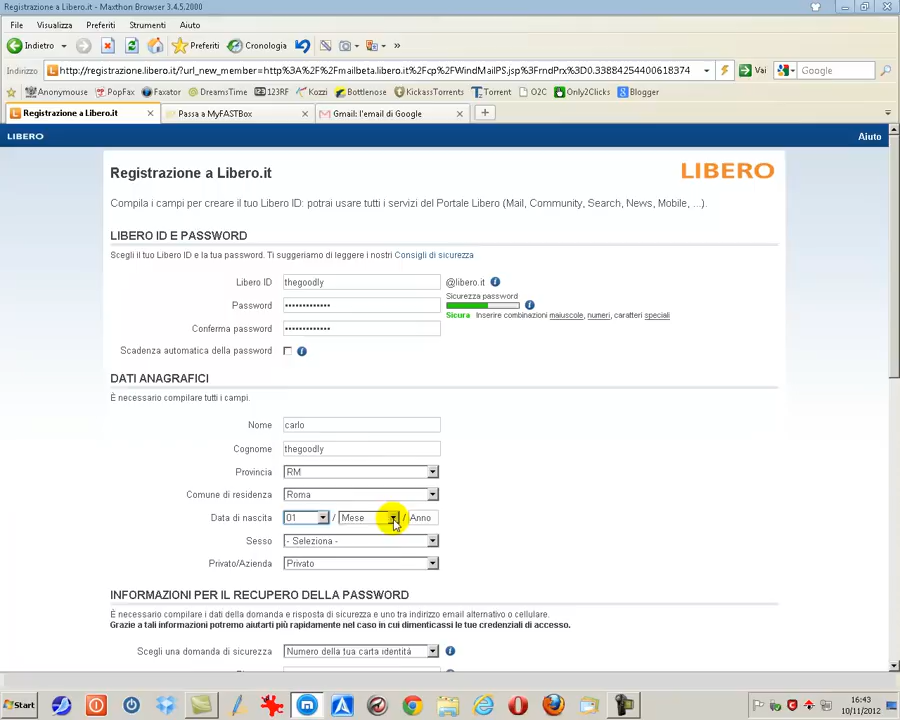 Registrazione a Libero.it - Maxthon Browser 3.4.5.2000
File Visualizza Preferiti Strumenti Aiuto
Indietro Preferiti Cronologia »
Indirizzo http://registrazione.libero.it/?url_new_member=http%3A%2F%2Fmailbeta.libero.it%2Fcp%2FWindMailPS.jsp%3FrndPrx%3D0.33884254400618374 Vai Google
Anonymouse PopFax Faxator DreamsTime 123RF Kozzi Bottlenose KickassTorrents Torrent O2C Only2Clicks Blogger
Registrazione a Libero.it Passa a MyFASTBox Gmail: l'email di Google
LIBERO Aiuto
Registrazione a Libero.it LIBERO
Compila i campi per creare il tuo Libero ID: potrai usare tutti i servizi del Portale Libero (Mail, Community, Search, News, Mobile, ...).
LIBERO ID E PASSWORD
Scegli il tuo Libero ID e la tua password. Ti suggeriamo di leggere i nostri Consigli di sicurezza
Libero ID thegoodly @libero.it
Sicurezza password
Password •••••••••••••
Sicura Inserire combinazioni maiuscole, numeri, caratteri speciali
Conferma password •••••••••••••
Scadenza automatica della password
DATI ANAGRAFICI
È necessario compilare tutti i campi.
Nome carlo
Cognome thegoodly
Provincia RM
Comune di residenza Roma
Data di nascita 01 / Mese / Anno
Sesso - Seleziona -
Privato/Azienda Privato
INFORMAZIONI PER IL RECUPERO DELLA PASSWORD
È necessario compilare i dati della domanda e risposta di sicurezza e uno tra indirizzo email alternativo o cellulare.
Grazie a tali informazioni potremo aiutarti più rapidamente nel caso in cui dimenticassi le tue credenziali di accesso.
Scegli una domanda di sicurezza Numero della tua carta identità
Start
16:43
10/11/2012